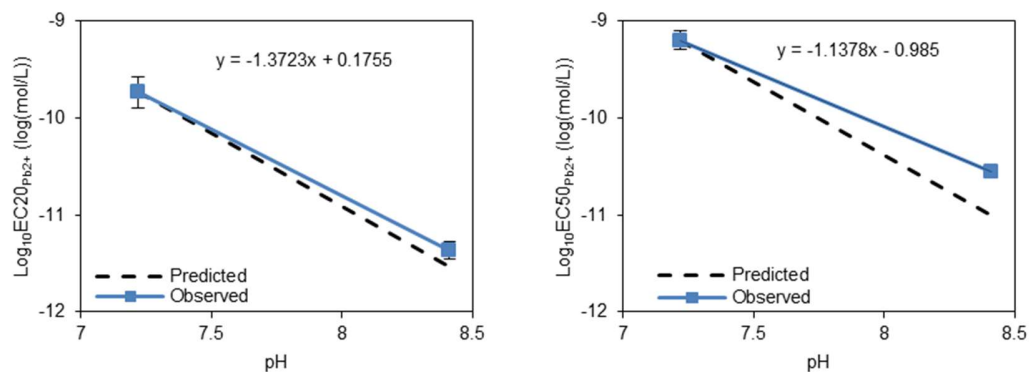 Log₁₀EC20Pb2+ (log(mol/L))
-9
-10
-11
-12
y = -1.3723x + 0.1755
Predicted
Observed
7
7.5
8
8.5
pH
Log₁₀EC50Pb2+ (log(mol/L))
-9
-10
-11
-12
y = -1.1378x - 0.985
Predicted
Observed
7
7.5
8
8.5
pH